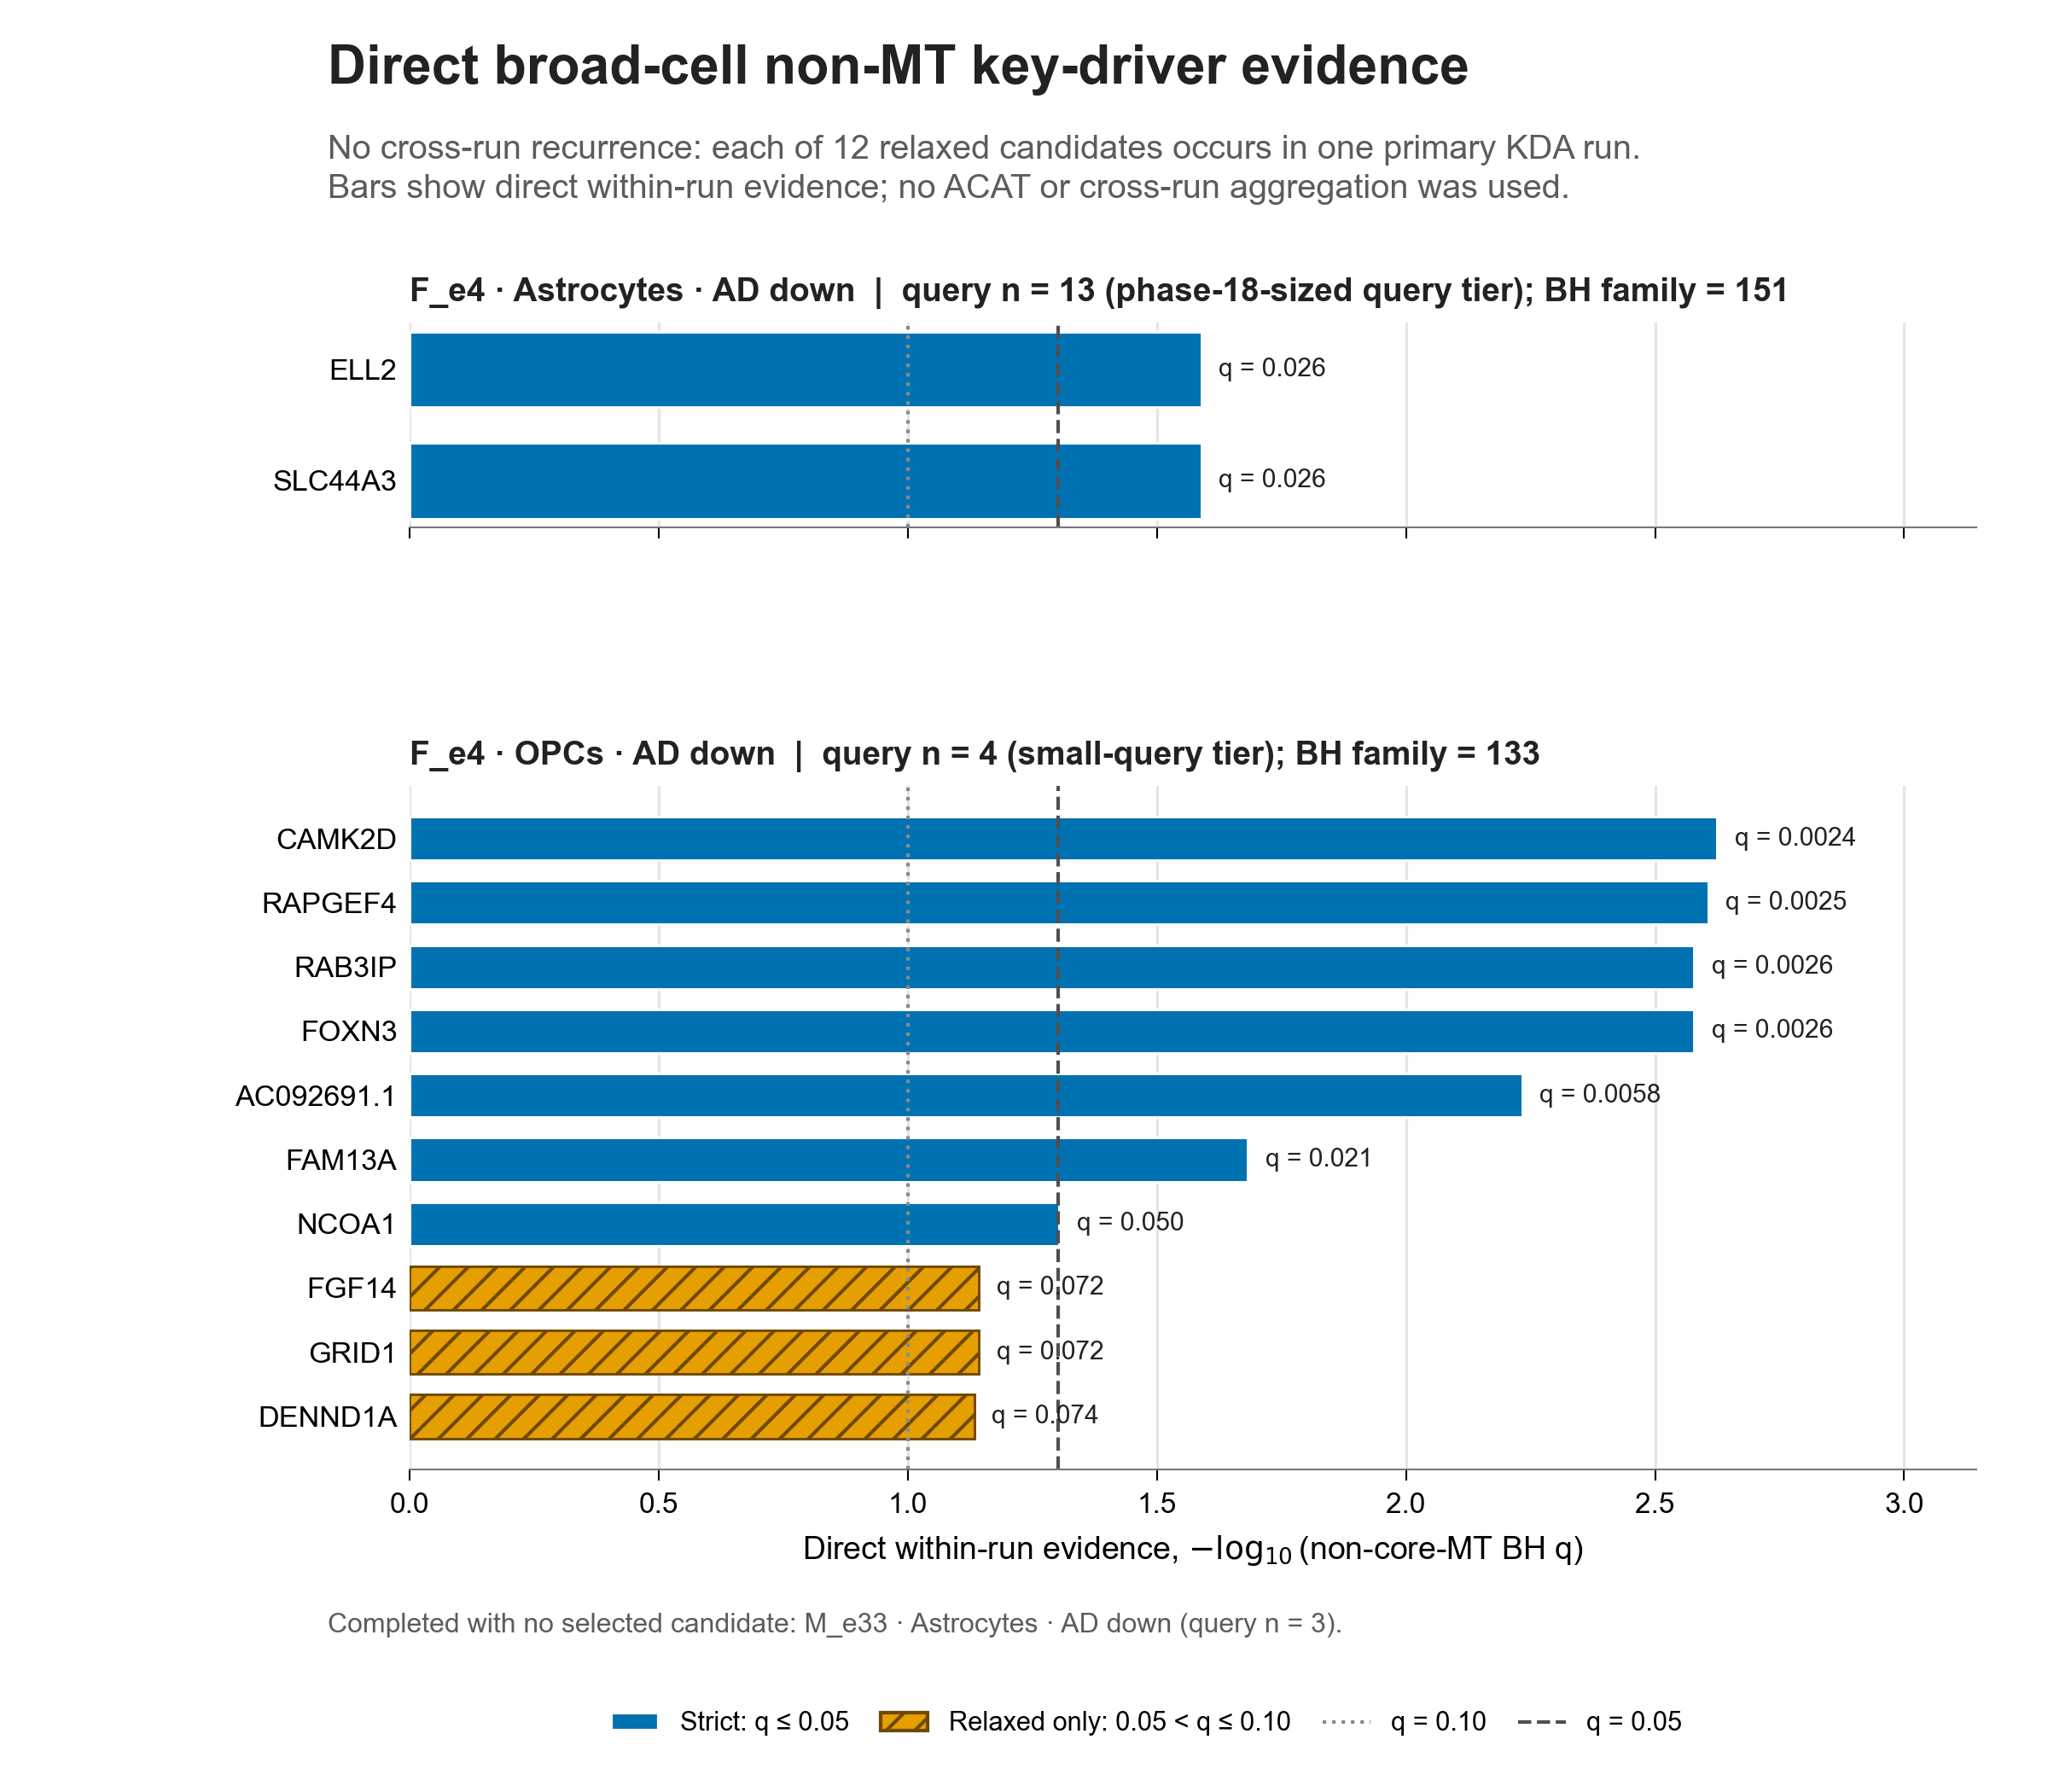 Direct broad-cell non-MT key-driver evidence
No cross-run recurrence: each of 12 relaxed candidates occurs in one primary KDA run.
Bars show direct within-run evidence; no ACAT or cross-run aggregation was used.
F_e4 · Astrocytes · AD down | query n = 13 (phase-18-sized query tier); BH family = 151
ELL2 q = 0.026
SLC44A3 q = 0.026
F_e4 · OPCs · AD down | query n = 4 (small-query tier); BH family = 133
CAMK2D q = 0.0024
RAPGEF4 q = 0.0025
RAB3IP q = 0.0026
FOXN3 q = 0.0026
AC092691.1 q = 0.0058
FAM13A q = 0.021
NCOA1 q = 0.050
FGF14 q = 0.072
GRID1 q = 0.072
DENND1A q = 0.074
0.0 0.5 1.0 1.5 2.0 2.5 3.0
Direct within-run evidence, −log₁₀ (non-core-MT BH q)
Completed with no selected candidate: M_e33 · Astrocytes · AD down (query n = 3).
Strict: q ≤ 0.05 Relaxed only: 0.05 < q ≤ 0.10 q = 0.10 q = 0.05